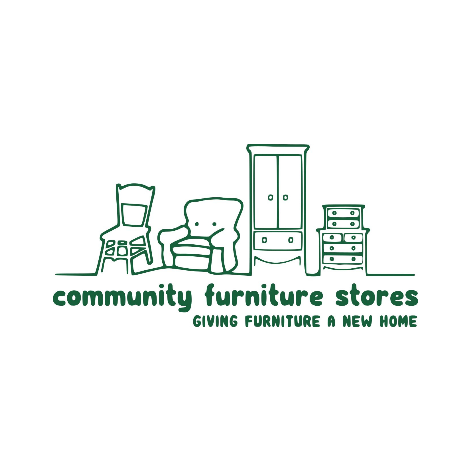 community furniture stores
GIVING FURNITURE A NEW HOME